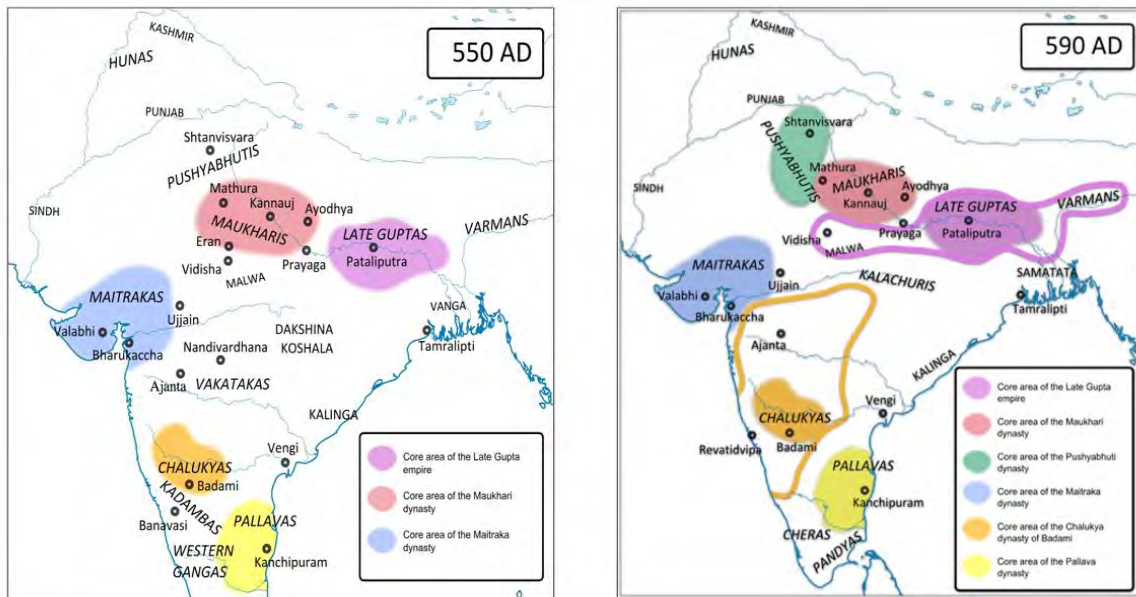 550 AD
KASHMIR
HUNAS
PUNJAB
Shtanvisvara
PUSHYABHUTIS
Mathura
Kannauj
Ayodhya
MAUKHARIS
SINDH
Eran
Vidisha
MALWA
Prayaga
LATE GUPTAS
Pataliputra
VARMANS
MAITRAKAS
Valabhi
Ujjain
Bharukaccha
VANGA
Tamralipti
DAKSHINA
KOSHALA
Nandivardhana
Ajanta
VAKATAKAS
KALINGA
Vengi
CHALUKYAS
Badami
KADAMBAS
Banavasi
PALLAVAS
WESTERN
GANGAS
Kanchipuram
Core area of the Late Gupta
empire
Core area of the Maukhari
dynasty
Core area of the Maitraka
dynasty
590 AD
KASHMIR
HUNAS
PUNJAB
Shtanvisvara
PUSHYABHUTIS
Mathura
MAUKHARIS
Kannauj
Ayodhya
SINDH
LATE GUPTAS
Pataliputra
VARMANS
Prayaga
Vidisha
MALWA
MAITRAKAS
Valabhi
Ujjain
Bharukaccha
KALACHURIS
SAMATATA
Tamralipti
Ajanta
KALINGA
CHALUKYAS
Badami
Vengi
Revatidvipa
PALLAVAS
Kanchipuram
CHERAS
PANDYAS
Core area of the Late Gupta
empire
Core area of the Maukhari
dynasty
Core area of the Pushyabhuti
dynasty
Core area of the Maitraka
dynasty
Core area of the Chalukya
dynasty of Badami
Core area of the Pallava
dynasty